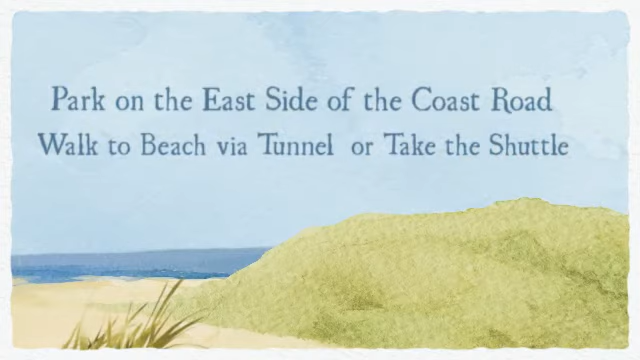 Park on the East Side of the Coast Road
Walk to Beach via Tunnel or Take the Shuttle